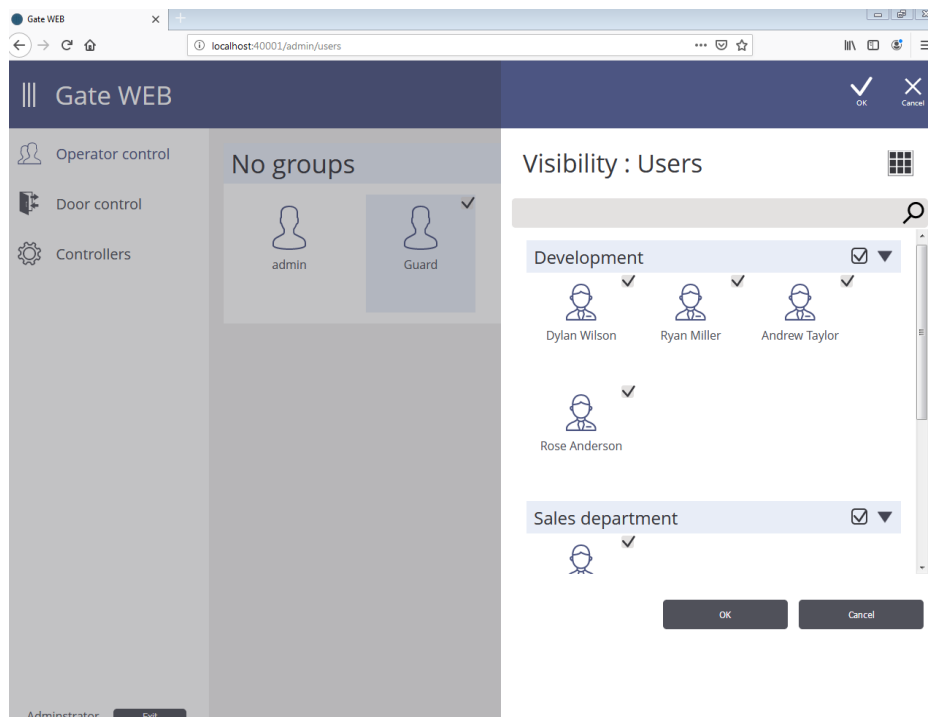 Gate WEB
localhost:40001/admin/users
Gate WEB
OK
Cancel
Operator control
Door control
Controllers
No groups
admin
Guard
Visibility : Users
Development
Dylan Wilson
Ryan Miller
Andrew Taylor
Rose Anderson
Sales department
OK
Cancel
Adminstrator
Exit